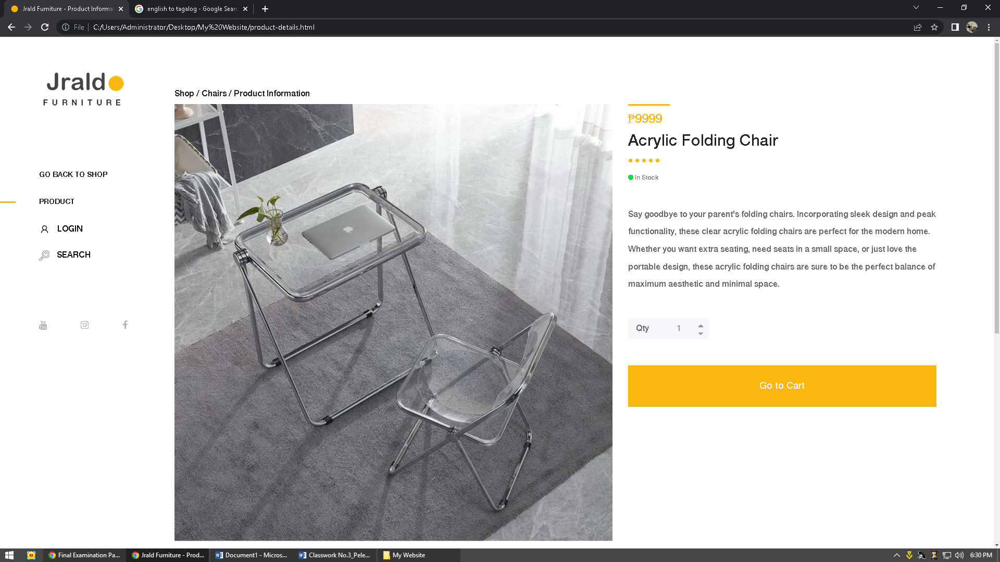 Jrald Furniture - Product Informa
english to tagalog - Google Searc
File
C:/Users/Administrator/Desktop/My%20Website/product-details.html
Jrald
FURNITURE
Shop / Chairs / Product Information
₱9999
Acrylic Folding Chair
In Stock
GO BACK TO SHOP
PRODUCT
LOGIN
SEARCH
Say goodbye to your parent's folding chairs. Incorporating sleek design and peak
functionality, these clear acrylic folding chairs are perfect for the modern home.
Whether you want extra seating, need seats in a small space, or just love the
portable design, these acrylic folding chairs are sure to be the perfect balance of
maximum aesthetic and minimal space.
Qty 1
Go to Cart
Final Examination Pa...
Jrald Furniture - Prod...
Document1 - Micros...
Classwork No.3_Pele...
My Website
6:30 PM